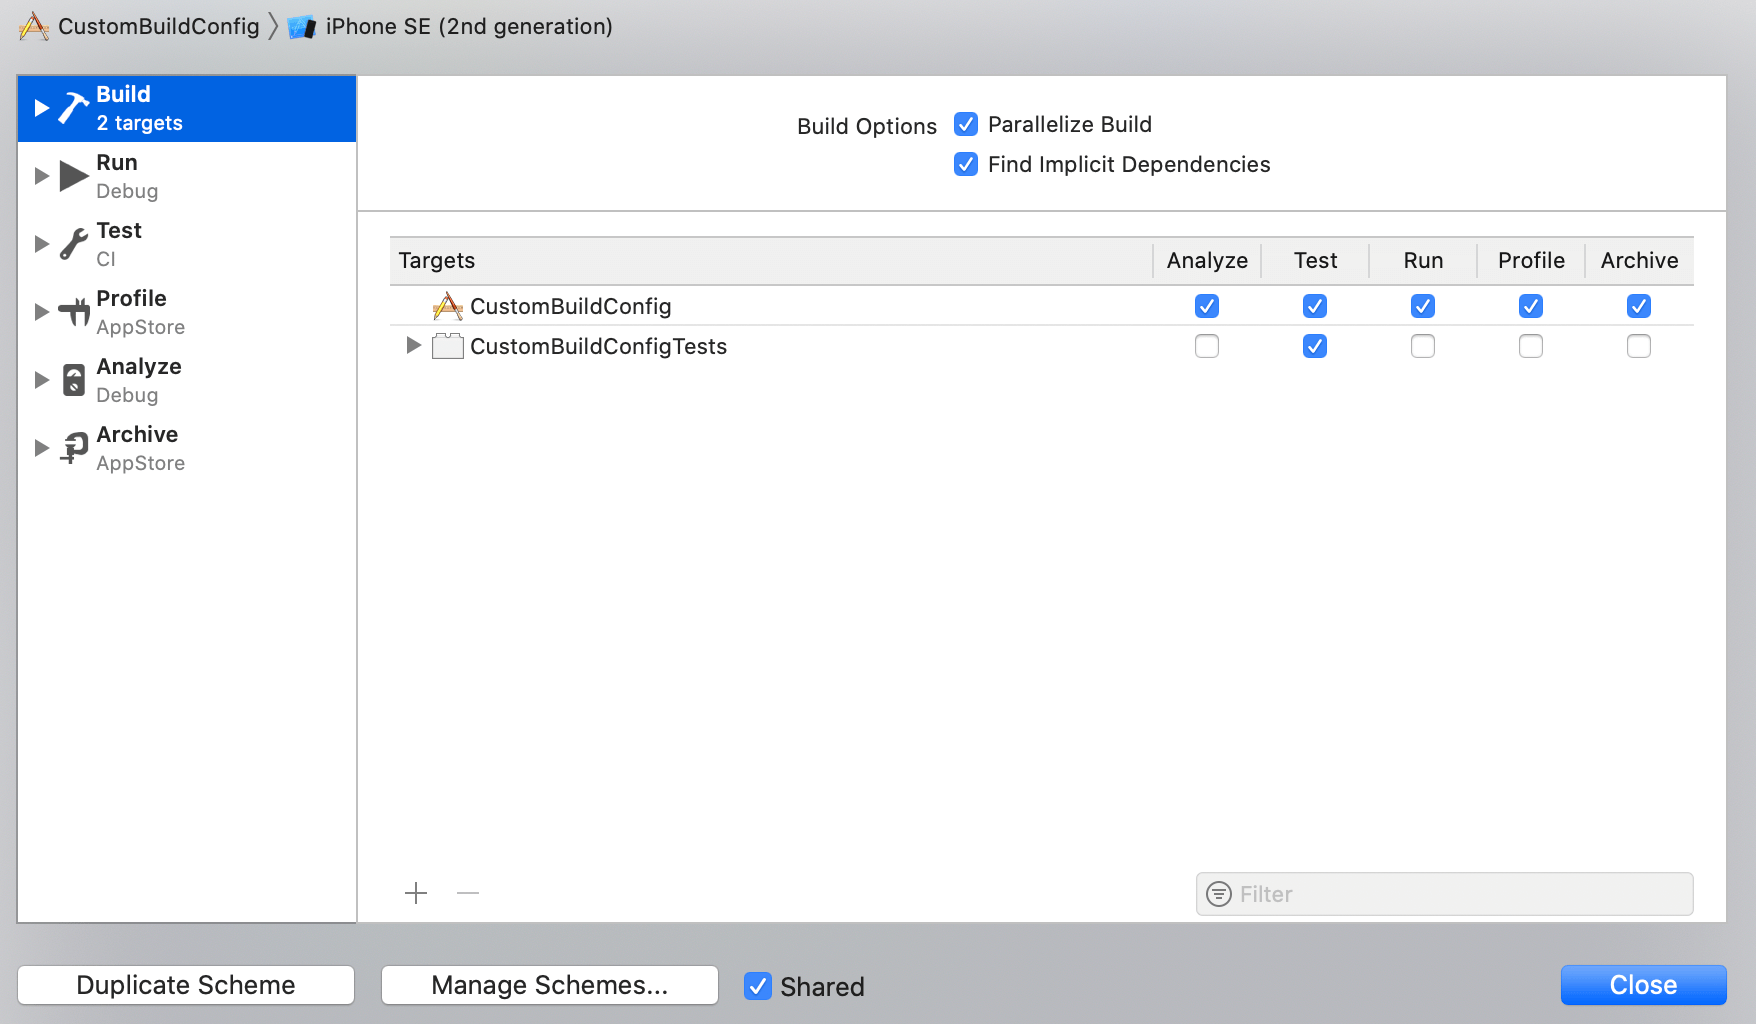 CustomBuildConfig
iPhone SE (2nd generation)
Build
2 targets
Run
Debug
Test
CI
Profile
AppStore
Analyze
Debug
Archive
AppStore
Build Options
Parallelize Build
Find Implicit Dependencies
Targets Analyze Test Run Profile Archive
CustomBuildConfig
CustomBuildConfigTests
Filter
Duplicate Scheme
Manage Schemes...
Shared
Close